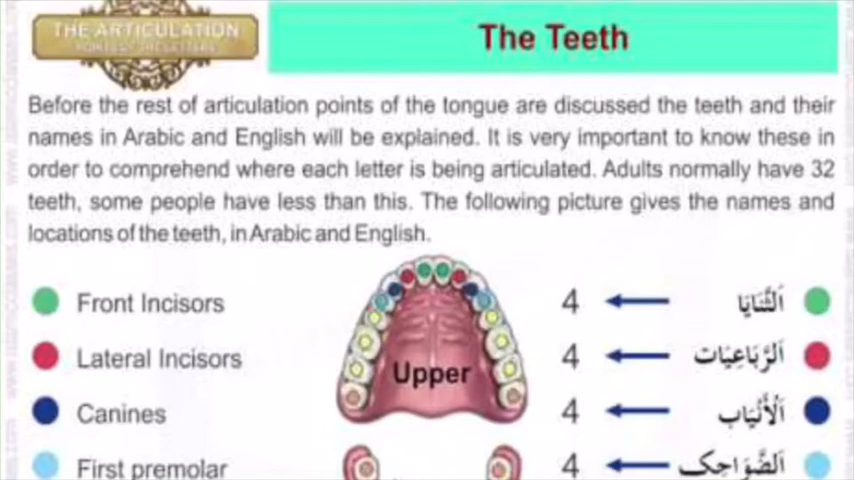 THE ARTICULATION
POINTS OF THE LETTERS
The Teeth
Before the rest of articulation points of the tongue are discussed the teeth and their
names in Arabic and English will be explained. It is very important to know these in
order to comprehend where each letter is being articulated. Adults normally have 32
teeth, some people have less than this. The following picture gives the names and
locations of the teeth, in Arabic and English.
Front Incisors 4 اَلثَّنَايَا
Lateral Incisors 4 اَلرَّبَاعِيَات
Upper
Canines 4 اَلْأَنْيَاب
First premolar 4 اَلضَّوَاحِك